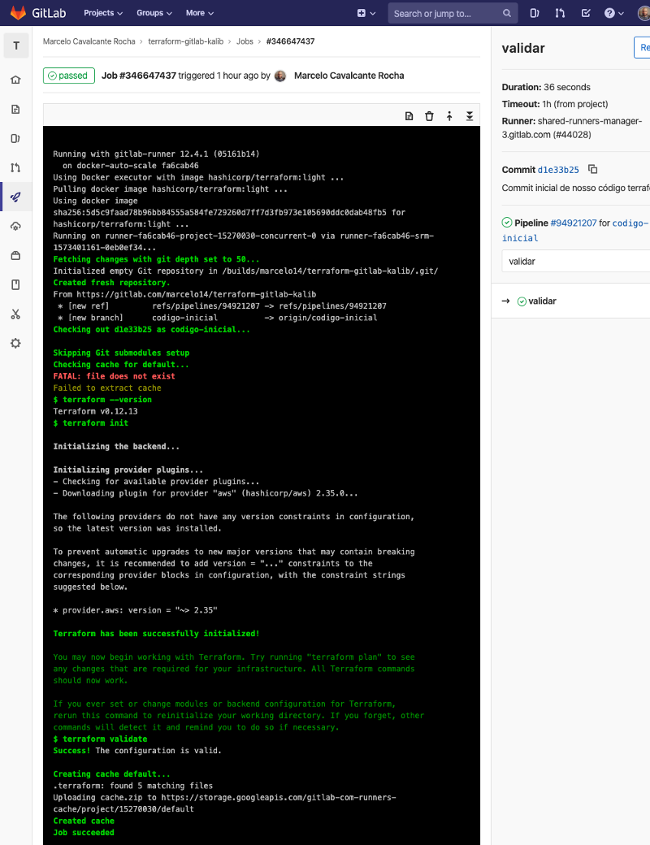 GitLab Projects Groups More Search or jump to...
T
Marcelo Cavalcante Rocha › terraform-gitlab-kalib › Jobs › #346647437
passed Job #346647437 triggered 1 hour ago by Marcelo Cavalcante Rocha
Running with gitlab-runner 12.4.1 (05161b14)
on docker-auto-scale fa6cab46
Using Docker executor with image hashicorp/terraform:light ...
Pulling docker image hashicorp/terraform:light ...
Using docker image
sha256:5d5c9faad78b96bb84555a584fe729260d7ff7d3fb973e105690ddc0dab48fb5 for
hashicorp/terraform:light ...
Running on runner-fa6cab46-project-15270030-concurrent-0 via runner-fa6cab46-srm-
1573401161-0eb0ef34...
Fetching changes with git depth set to 50...
Initialized empty Git repository in /builds/marcelo14/terraform-gitlab-kalib/.git/
Created fresh repository.
From https://gitlab.com/marcelo14/terraform-gitlab-kalib
* [new ref] refs/pipelines/94921207 -> refs/pipelines/94921207
* [new branch] codigo-inicial -> origin/codigo-inicial
Checking out d1e33b25 as codigo-inicial...
Skipping Git submodules setup
Checking cache for default...
FATAL: file does not exist
Failed to extract cache
$ terraform --version
Terraform v0.12.13
$ terraform init
Initializing the backend...
Initializing provider plugins...
- Checking for available provider plugins...
- Downloading plugin for provider "aws" (hashicorp/aws) 2.35.0...
The following providers do not have any version constraints in configuration,
so the latest version was installed.
To prevent automatic upgrades to new major versions that may contain breaking
changes, it is recommended to add version = "..." constraints to the
corresponding provider blocks in configuration, with the constraint strings
suggested below.
* provider.aws: version = "~> 2.35"
Terraform has been successfully initialized!
You may now begin working with Terraform. Try running "terraform plan" to see
any changes that are required for your infrastructure. All Terraform commands
should now work.
If you ever set or change modules or backend configuration for Terraform,
rerun this command to reinitialize your working directory. If you forget, other
commands will detect it and remind you to do so if necessary.
$ terraform validate
Success! The configuration is valid.
Creating cache default...
.terraform: found 5 matching files
Uploading cache.zip to https://storage.googleapis.com/gitlab-com-runners-
cache/project/15270030/default
Created cache
Job succeeded
validar Re
Duration: 36 seconds
Timeout: 1h (from project)
Runner: shared-runners-manager-
3.gitlab.com (#44028)
Commit d1e33b25
Commit inicial de nosso código terraf
Pipeline #94921207 for codigo-
inicial
validar
→ validar